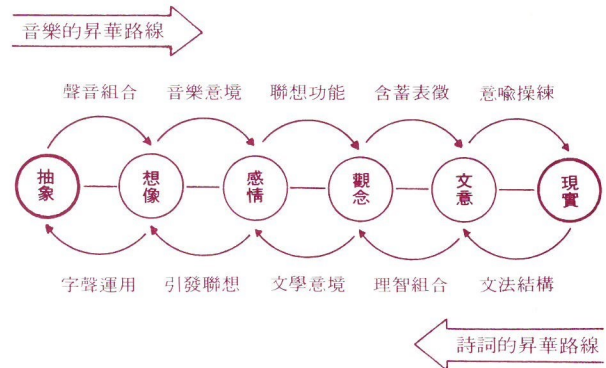 音樂的昇華路線
聲音組合 音樂意境 聯想功能 含蓄表徵 意喻操練
抽象 想像 感情 觀念 文意 現實
字聲運用 引發聯想 文學意境 理智組合 文法結構
詩詞的昇華路線